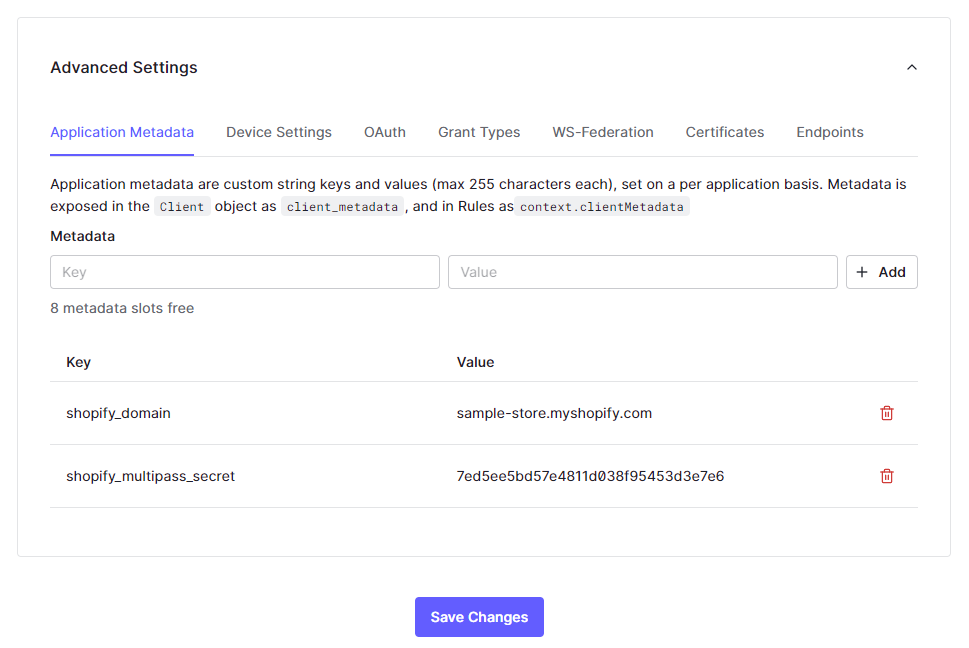 Advanced Settings
Application Metadata Device Settings OAuth Grant Types WS-Federation Certificates Endpoints
Application metadata are custom string keys and values (max 255 characters each), set on a per application basis. Metadata is
exposed in the Client object as client_metadata , and in Rules as context.clientMetadata
Metadata
Key Value + Add
8 metadata slots free
Key Value
shopify_domain sample-store.myshopify.com
shopify_multipass_secret 7ed5ee5bd57e4811d038f95453d3e7e6
Save Changes